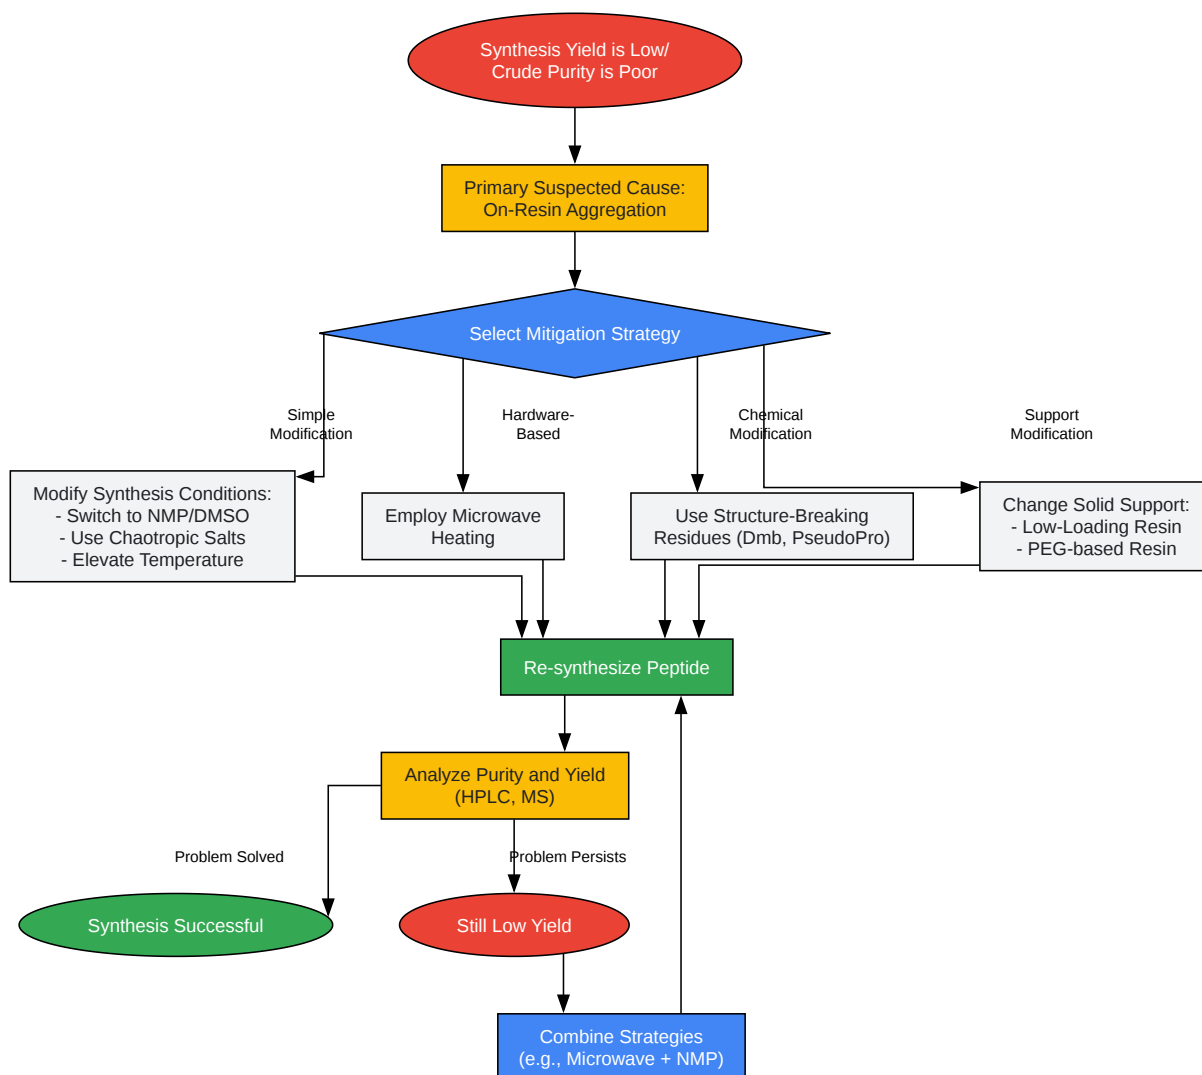 Synthesis Yield is Low/
Crude Purity is Poor
Primary Suspected Cause:
On-Resin Aggregation
Select Mitigation Strategy
Simple
Modification
Hardware-
Based
Chemical
Modification
Support
Modification
Modify Synthesis Conditions:
- Switch to NMP/DMSO
- Use Chaotropic Salts
- Elevate Temperature
Employ Microwave
Heating
Use Structure-Breaking
Residues (Dmb, PseudoPro)
Change Solid Support:
- Low-Loading Resin
- PEG-based Resin
Re-synthesize Peptide
Analyze Purity and Yield
(HPLC, MS)
Problem Solved
Problem Persists
Synthesis Successful
Still Low Yield
Combine Strategies
(e.g., Microwave + NMP)